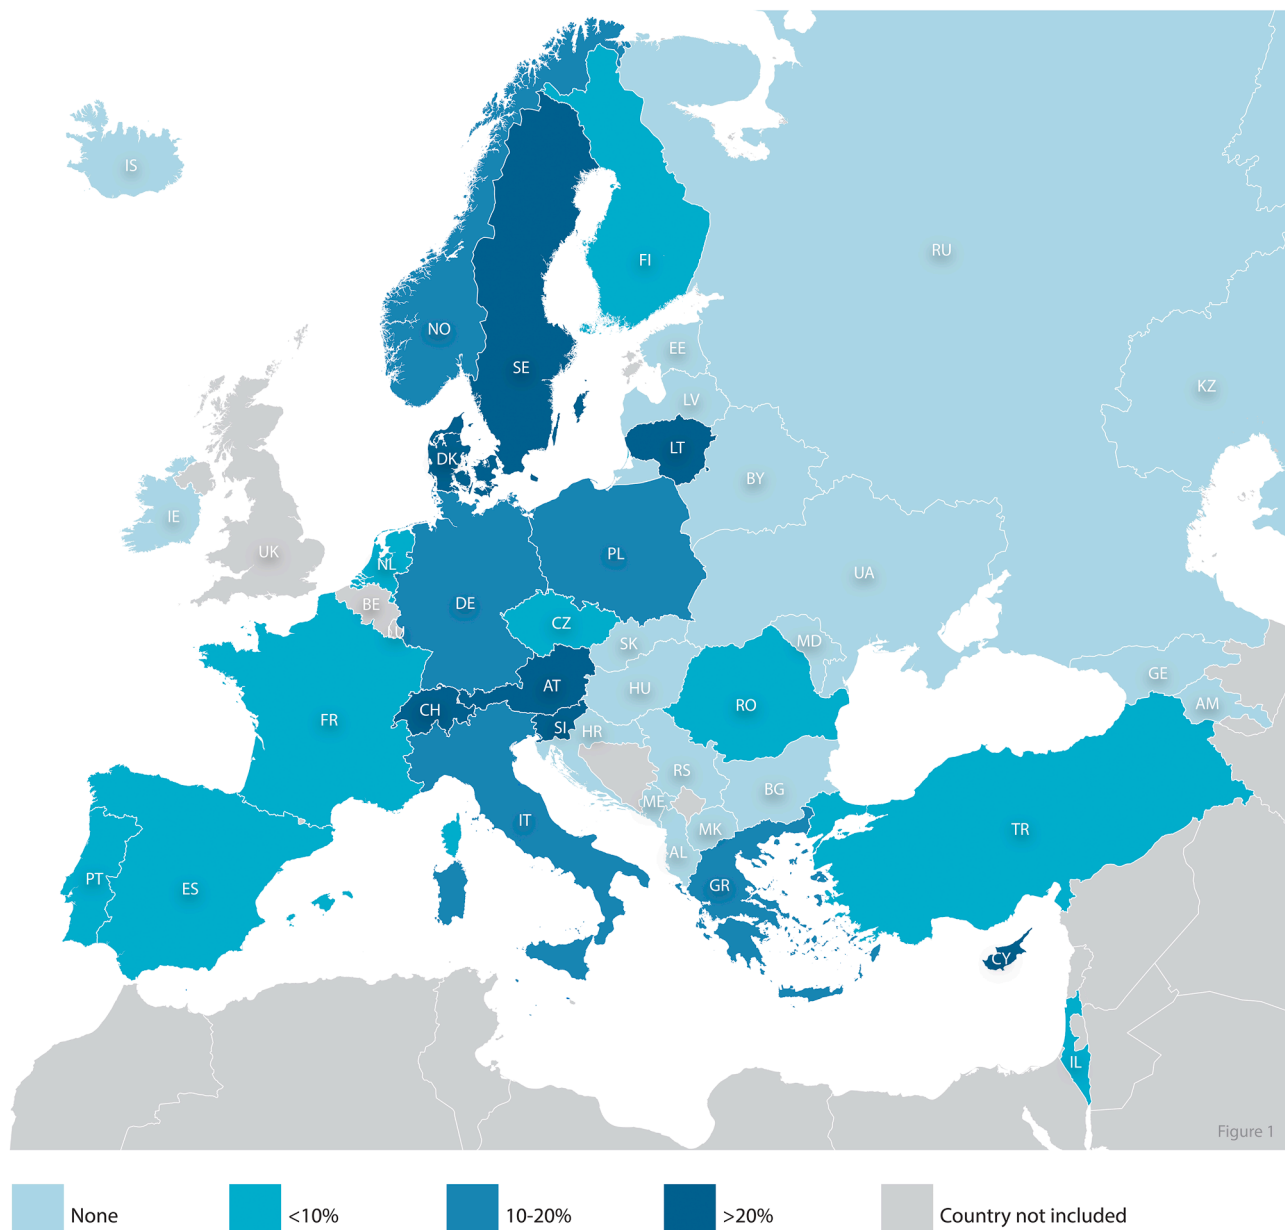 IS
RU
FI
NO
EE
SE
KZ
LV
LT
DK
BY
IE
UK
PL
NL
UA
DE
BE
CZ
LU
SK
MD
GE
AT
HU
AM
RO
CH
FR
SI
HR
RS
BG
ME
IT
MK
TR
AL
PT
ES
GR
CY
IL
Figure 1
None <10% 10-20% >20% Country not included